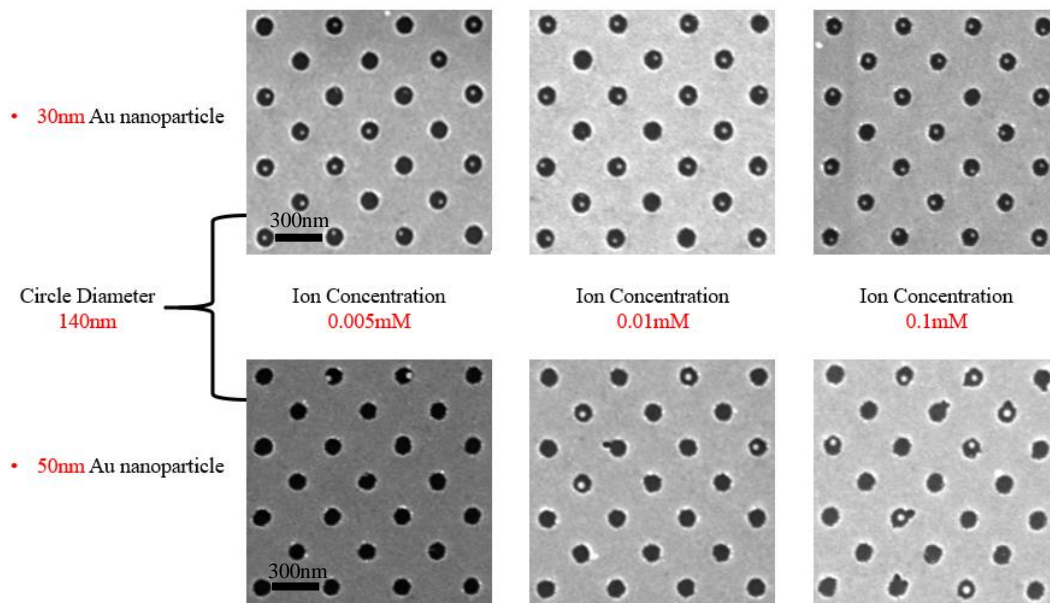 • 30nm Au nanoparticle
300nm
Circle Diameter
140nm
Ion Concentration
0.005mM
Ion Concentration
0.01mM
Ion Concentration
0.1mM
• 50nm Au nanoparticle
300nm